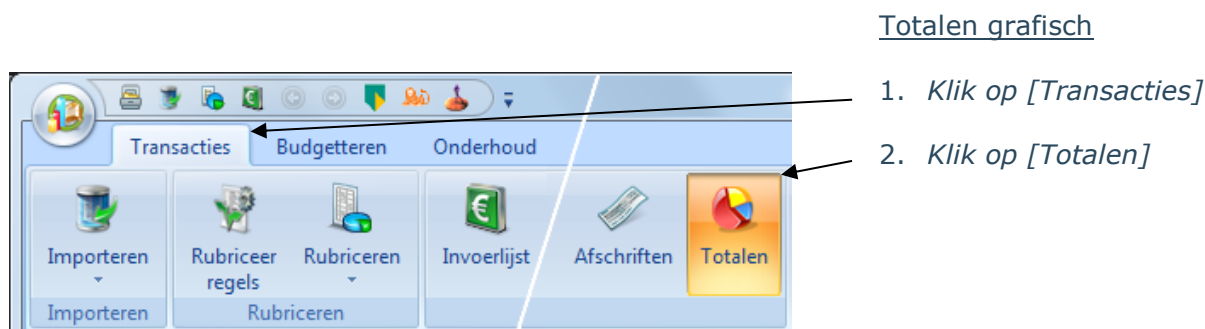 Totalen grafisch
1. Klik op [Transacties]
2. Klik op [Totalen]
Transacties Budgetteren Onderhoud
Importeren Rubriceer regels Rubriceren Invoerlijst Afschriften Totalen
Importeren Rubriceren